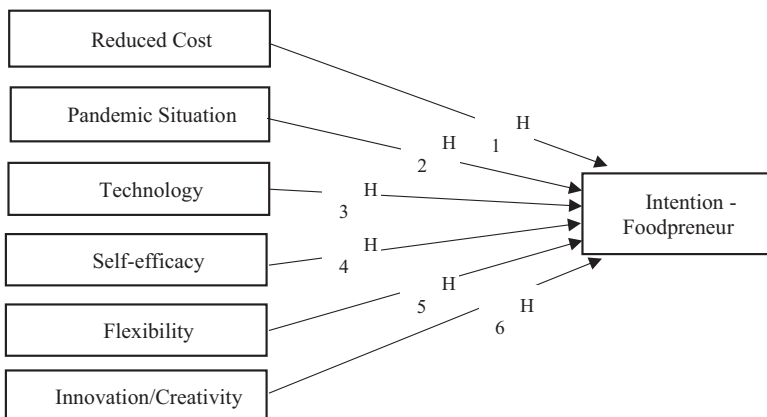 Reduced Cost
H
1
Pandemic Situation
H
2
Technology
H
3
Intention -
Foodpreneur
Self-efficacy
H
4
Flexibility
H
5
Innovation/Creativity
H
6